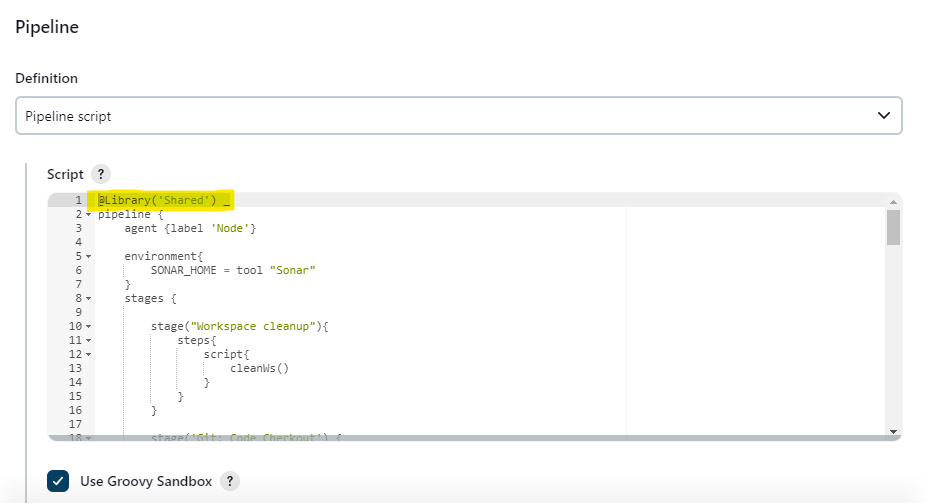 Pipeline
Definition
Pipeline script
Script ?
1 @Library('Shared') _
2 pipeline {
3 agent {label 'Node'}
4
5 environment{
6 SONAR_HOME = tool "Sonar"
7 }
8 stages {
9
10 stage("Workspace cleanup"){
11 steps{
12 script{
13 cleanWs()
14 }
15 }
16 }
17
18 stage('Git: Code Checkout') {
Use Groovy Sandbox ?